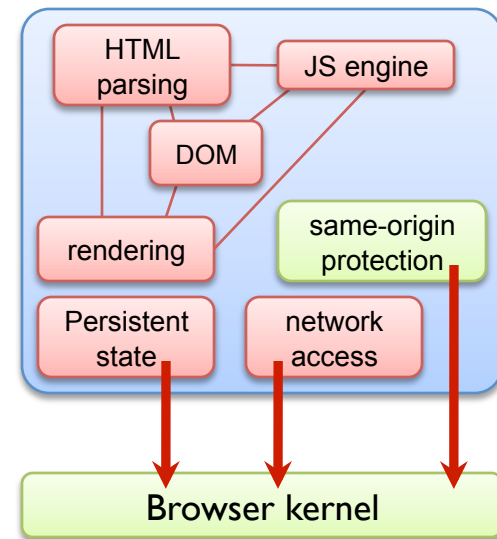 HTML
parsing
JS engine
DOM
rendering
same-origin
protection
Persistent
state
network
access
Browser kernel